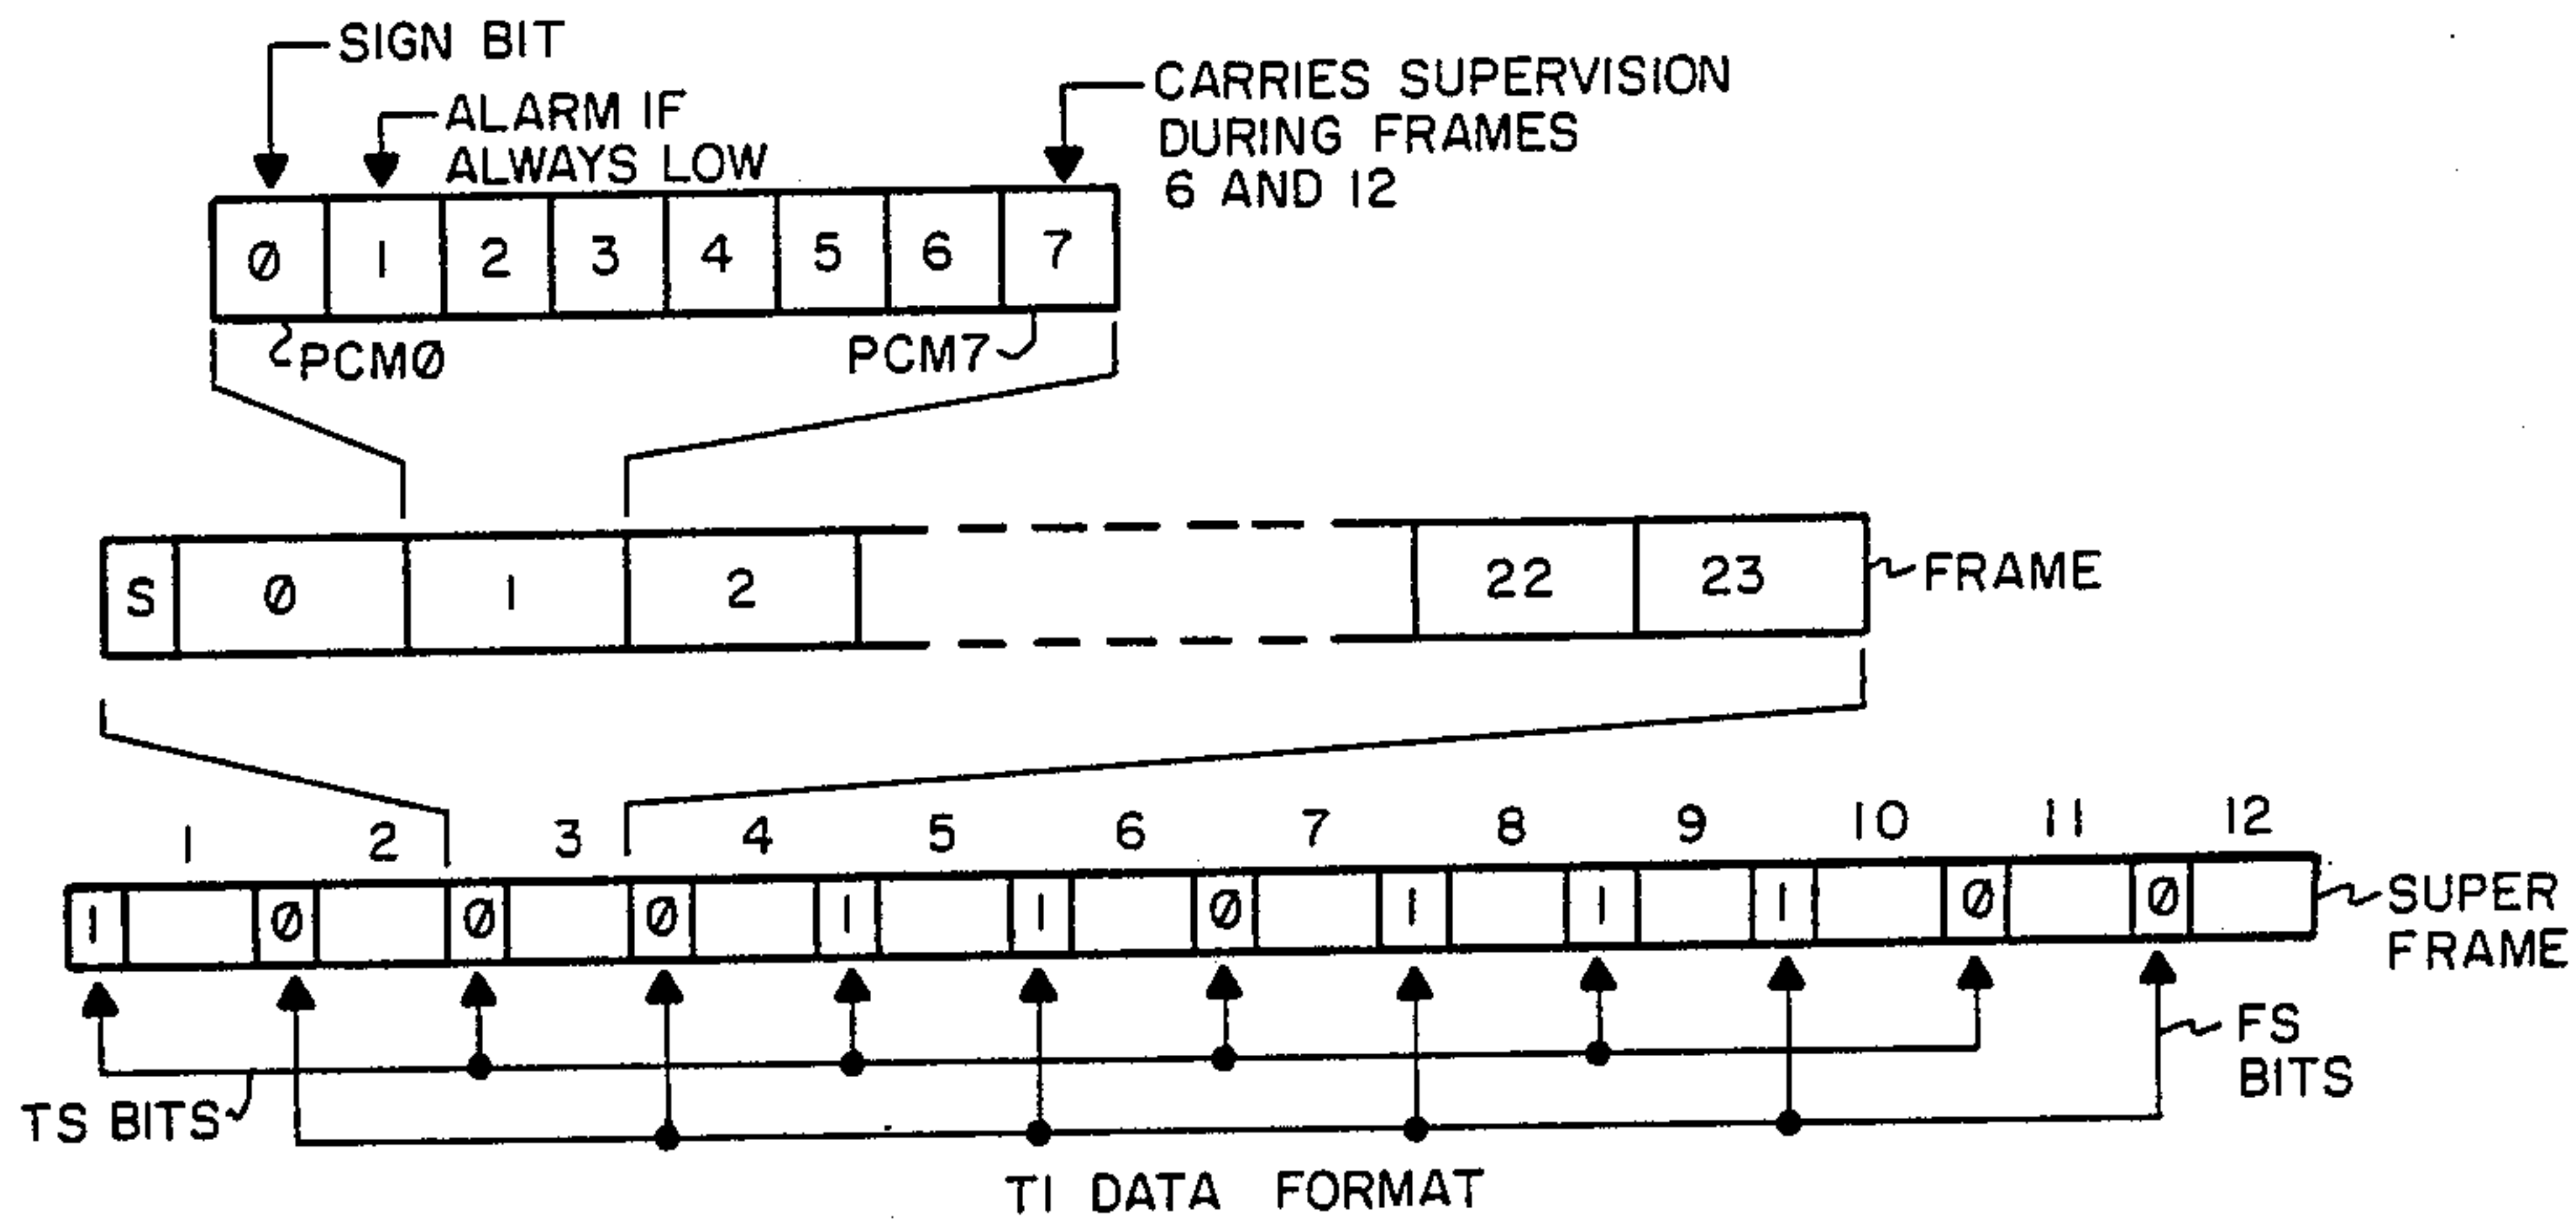 SIGN BIT
ALARM IF
ALWAYS LOW
CARRIES SUPERVISION
DURING FRAMES
6 AND 12
Ø 1 2 3 4 5 6 7
PCMØ
PCM7
S Ø 1 2 22 23
FRAME
1 2 3 4 5 6 7 8 9 10 11 12
1 Ø Ø Ø 1 1 Ø 1 1 1 Ø Ø
SUPER
FRAME
FS
BITS
TS BITS
T1 DATA FORMAT